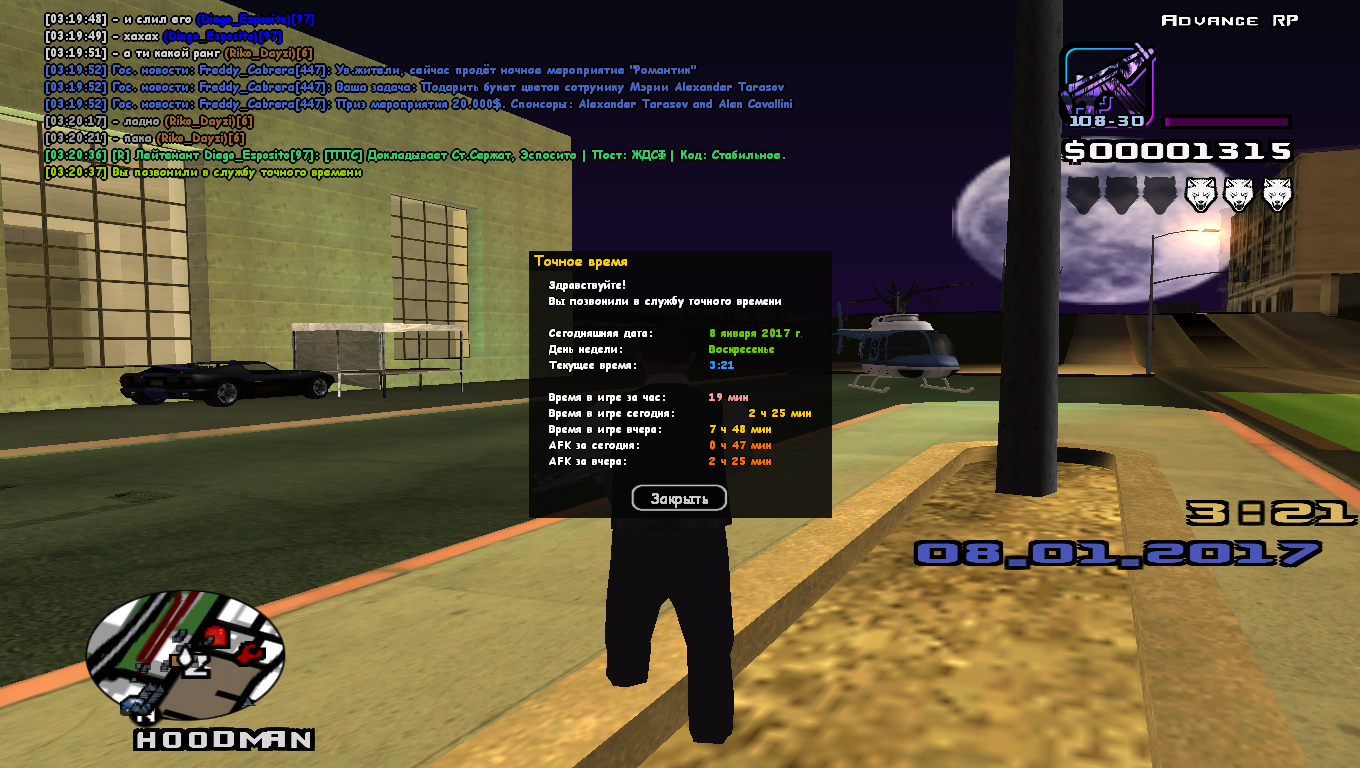 [03:19:48] - и слил его (Diego_Esposito)[97]
[03:19:49] - хахах (Diego_Esposito)[97]
[03:19:51] - а ти какой ранг (Riko_Dayzi)[6]
[03:19:52] Гос. новости: Freddy_Cabrera[447]: Ув.жители, сейчас продёт ночное мероприятие "Романтик"
[03:19:52] Гос. новости: Freddy_Cabrera[447]: Ваша задача: Подарить букет цветов сотрунику Мэрии Alexander Tarasov
[03:19:52] Гос. новости: Freddy_Cabrera[447]: Приз мероприятия 20.000$. Спонсоры: Alexander Tarasov and Alen Cavallini
[03:20:17] - ладно (Riko_Dayzi)[6]
[03:20:21] - пака (Riko_Dayzi)[6]
[03:20:36] [R] Лейтенант Diego_Esposito[97]: [ППС] Докладывает Ст.Сержат, Эспосито | Пост: ЖДСФ | Код: Стабильное.
[03:20:37] Вы позвонили в службу точного времени
Advance RP
108-30
$00001315
Точное время
Здравствуйте!
Вы позвонили в службу точного времени
Сегодняшняя дата: 8 января 2017 г.
День недели: Воскресенье
Текущее время: 3:21
Время в игре за час: 19 мин
Время в игре сегодня: 2 ч 25 мин
Время в игре вчера: 7 ч 48 мин
AFK за сегодня: 0 ч 47 мин
AFK за вчера: 2 ч 25 мин
Закрыть
3:21
08.01.2017
HOODMAN